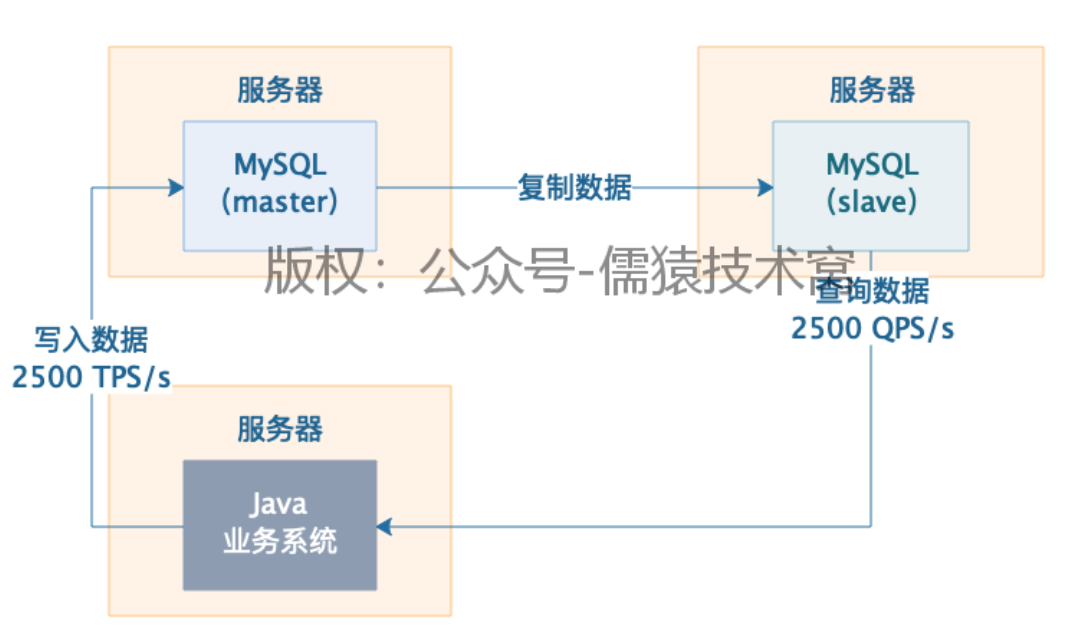 服务器
MySQL
(master)
复制数据
服务器
MySQL
(slave)
版权：公众号-儒猿技术窝
查询数据
2500 QPS/s
写入数据
2500 TPS/s
服务器
Java
业务系统